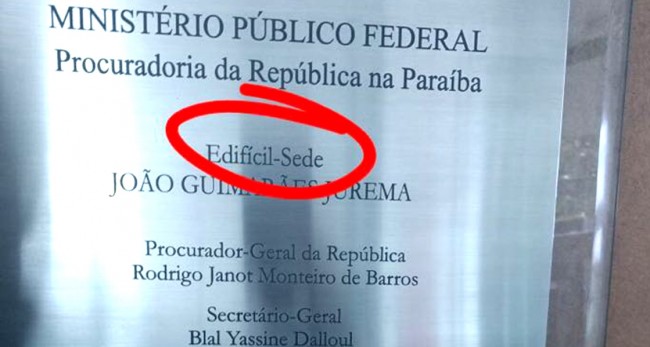 MINISTÉRIO PÚBLICO FEDERAL
Procuradoria da República na Paraíba
Edifícil-Sede
JOÃO GUIMARÃES JUREMA
Procurador-Geral da República
Rodrigo Janot Monteiro de Barros
Secretário-Geral
Blal Yassine Dalloul